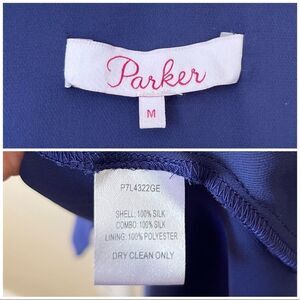 Parker
M
P7L4322GE
SHELL: 100% SILK
COMBO: 100% SILK
LINING: 100% POLYESTER
DRY CLEAN ONLY